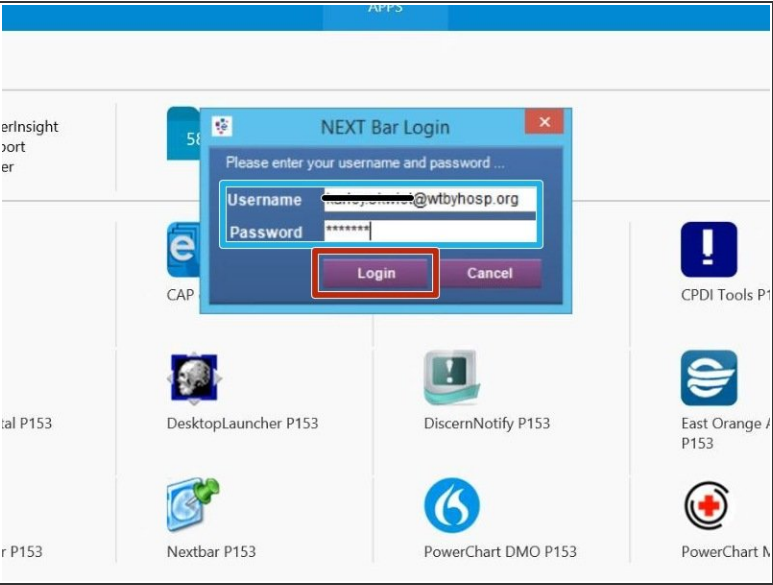 APPS
erInsight
port
er
58
NEXT Bar Login
Please enter your username and password ...
Username @wtbyhosp.org
Password *******
Login Cancel
CAP
CPDI Tools P1
tal P153 DesktopLauncher P153 DiscernNotify P153 East Orange A
P153
r P153 Nextbar P153 PowerChart DMO P153 PowerChart M